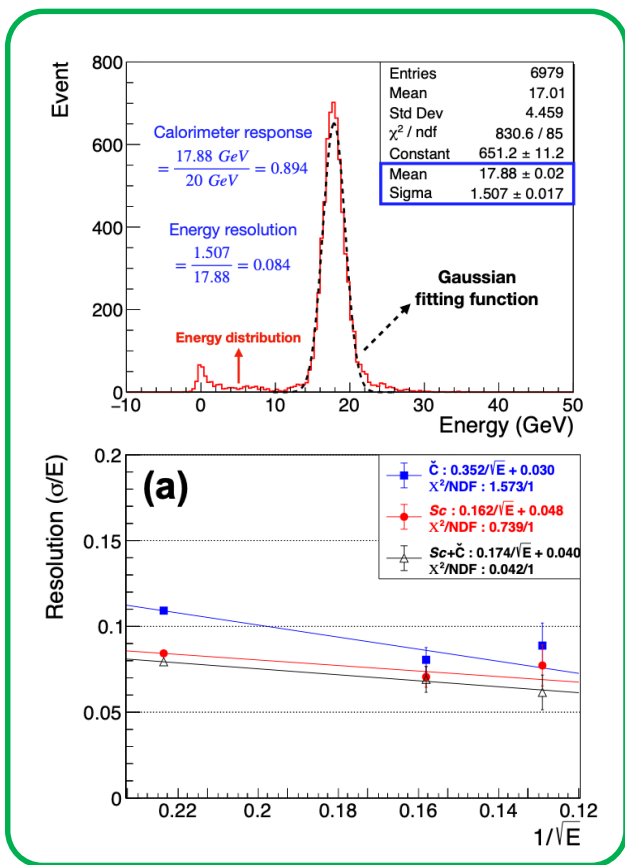 Event
800
600
400
200
0
Entries 6979
Mean 17.01
Std Dev 4.459
χ² / ndf 830.6 / 85
Constant 651.2 ± 11.2
Mean 17.88 ± 0.02
Sigma 1.507 ± 0.017
Calorimeter response
= 17.88 GeV / 20 GeV = 0.894
Energy resolution
= 1.507 / 17.88 = 0.084
Gaussian
fitting function
Energy distribution
−10 0 10 20 30 40 50
Energy (GeV)
Resolution (σ/E)
0.2
0.15
0.1
0.05
0
(a)
Č : 0.352/√E + 0.030
X²/NDF : 1.573/1
Sc : 0.162/√E + 0.048
X²/NDF : 0.739/1
Sc+Č : 0.174/√E + 0.040
X²/NDF : 0.042/1
0.22 0.2 0.18 0.16 0.14 0.12
1/√E